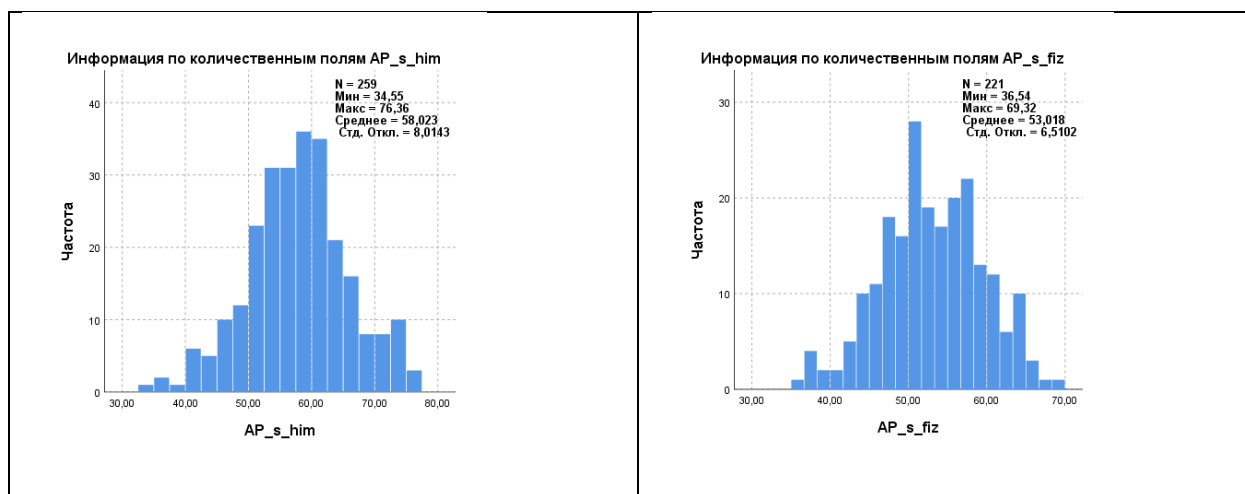 Информация по количественным полям AP_s_him
N = 259
Мин = 34,55
Макс = 76,36
Среднее = 58,023
Стд. Откл. = 8,0143
40
30
20
10
0
Частота
30,00 40,00 50,00 60,00 70,00 80,00
AP_s_him
Информация по количественным полям AP_s_fiz
N = 221
Мин = 36,54
Макс = 69,32
Среднее = 53,018
Стд. Откл. = 6,5102
30
20
10
0
Частота
30,00 40,00 50,00 60,00 70,00
AP_s_fiz